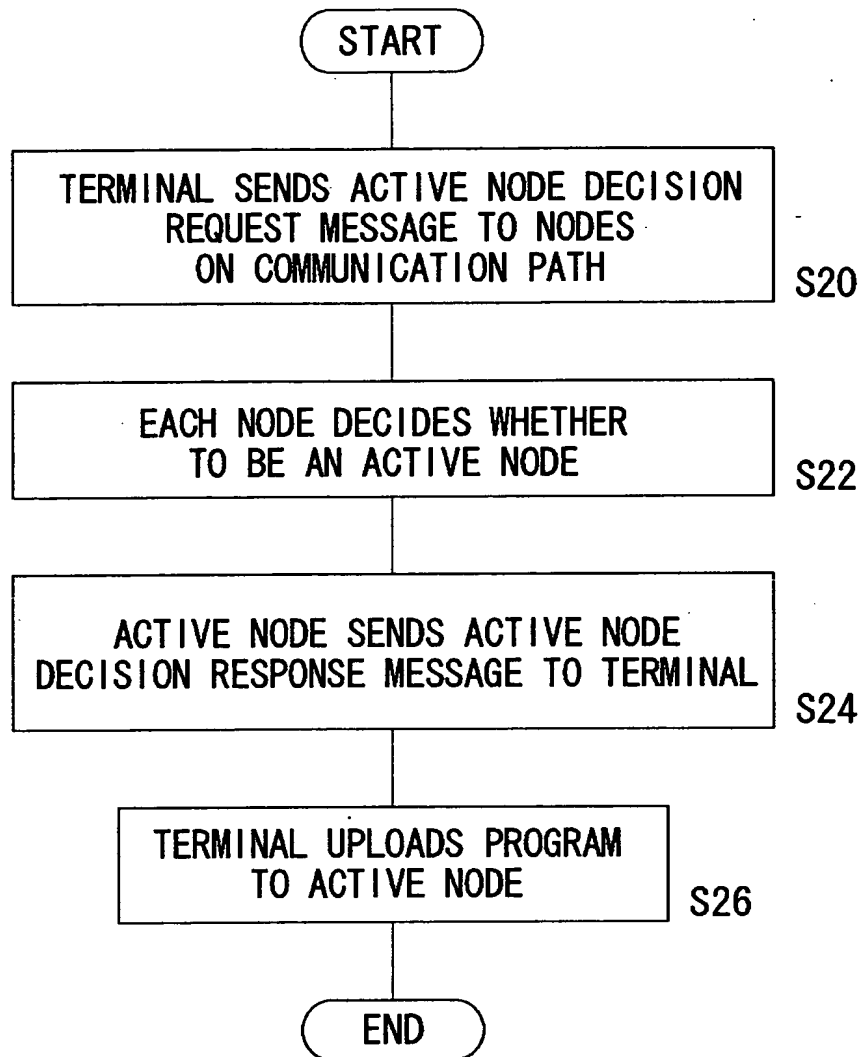 START
TERMINAL SENDS ACTIVE NODE DECISION
REQUEST MESSAGE TO NODES
ON COMMUNICATION PATH
S20
EACH NODE DECIDES WHETHER
TO BE AN ACTIVE NODE
S22
ACTIVE NODE SENDS ACTIVE NODE
DECISION RESPONSE MESSAGE TO TERMINAL
S24
TERMINAL UPLOADS PROGRAM
TO ACTIVE NODE
S26
END